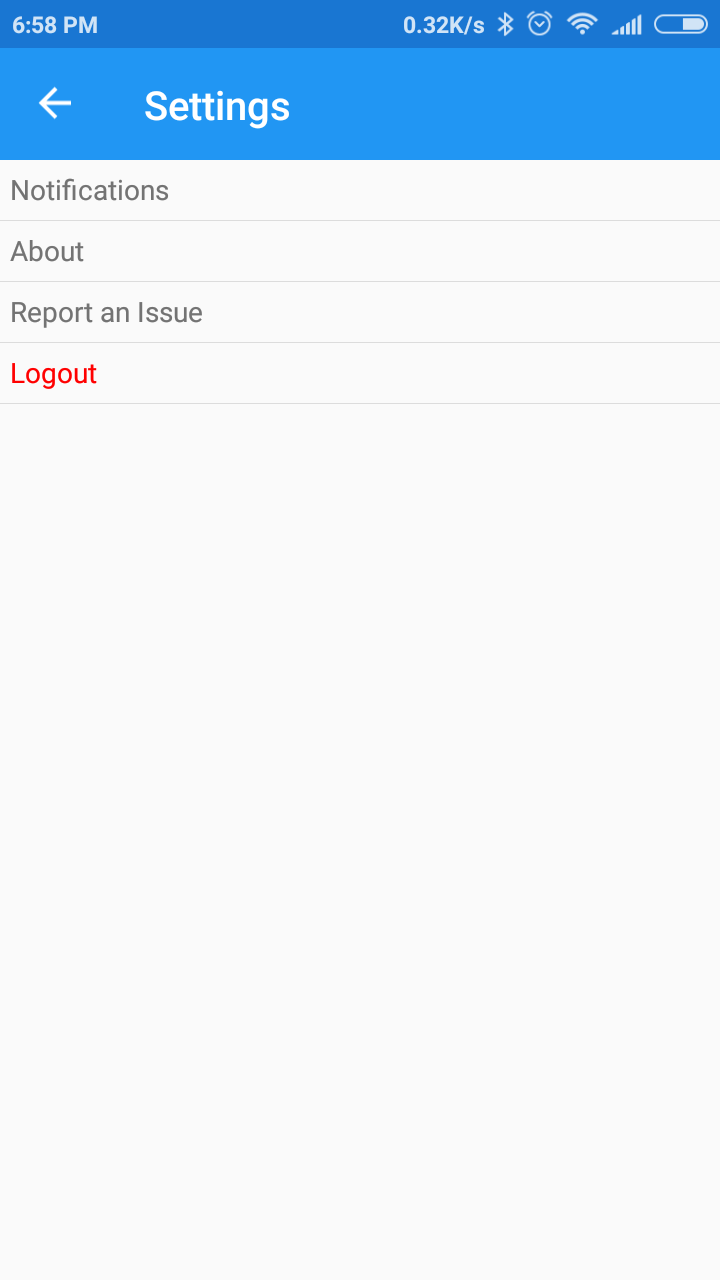 6:58 PM 0.32K/s
Settings
Notifications
About
Report an Issue
Logout